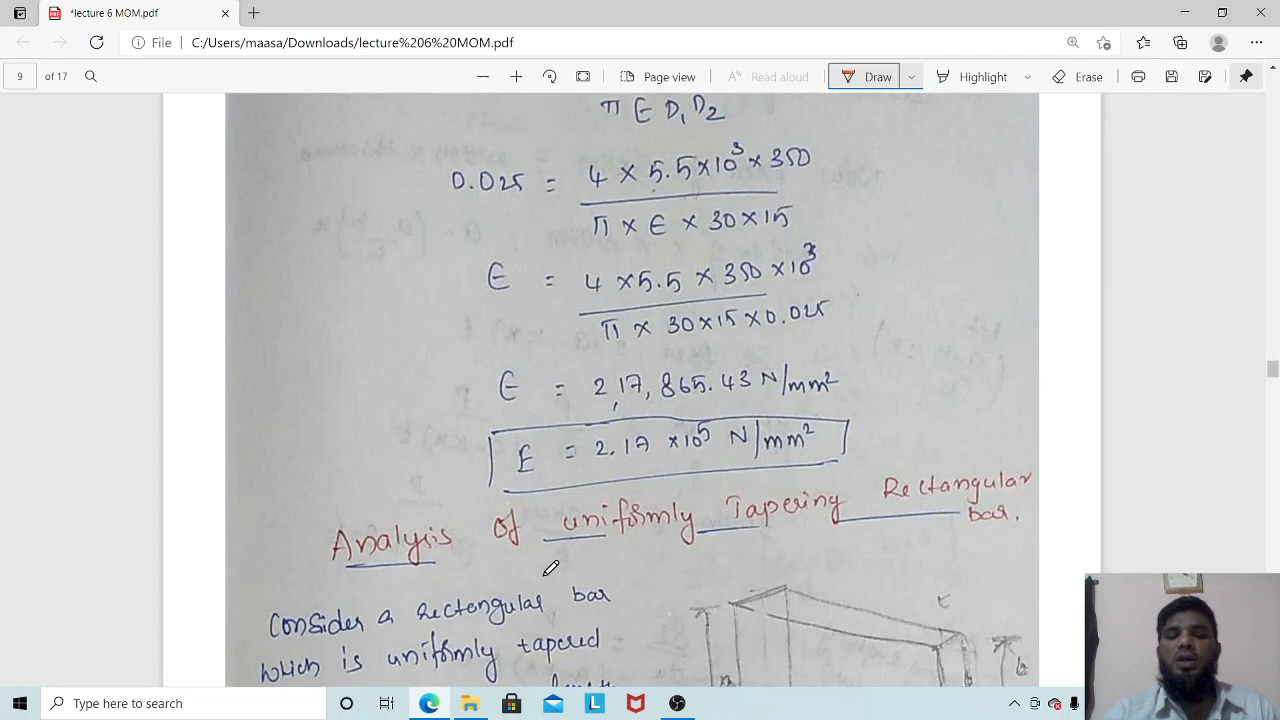 *lecture 6 MOM.pdf
File | C:/Users/maasa/Downloads/lecture%206%20MOM.pdf
9 of 17 Page view Read aloud Draw Highlight Erase
π E D₁D₂
0.025 = 4 × 5.5×10³ × 350
π × E × 30×15
E = 4 ×5.5 × 350 ×10³
π × 30×15×0.025
E = 2,17,865.43 N/mm²
E = 2.17 ×10⁵ N/mm²
Analysis of uniformly Tapering Rectangular
bar.
t
Consider a rectengular bar
which is uniformly tapered
b
Type here to search